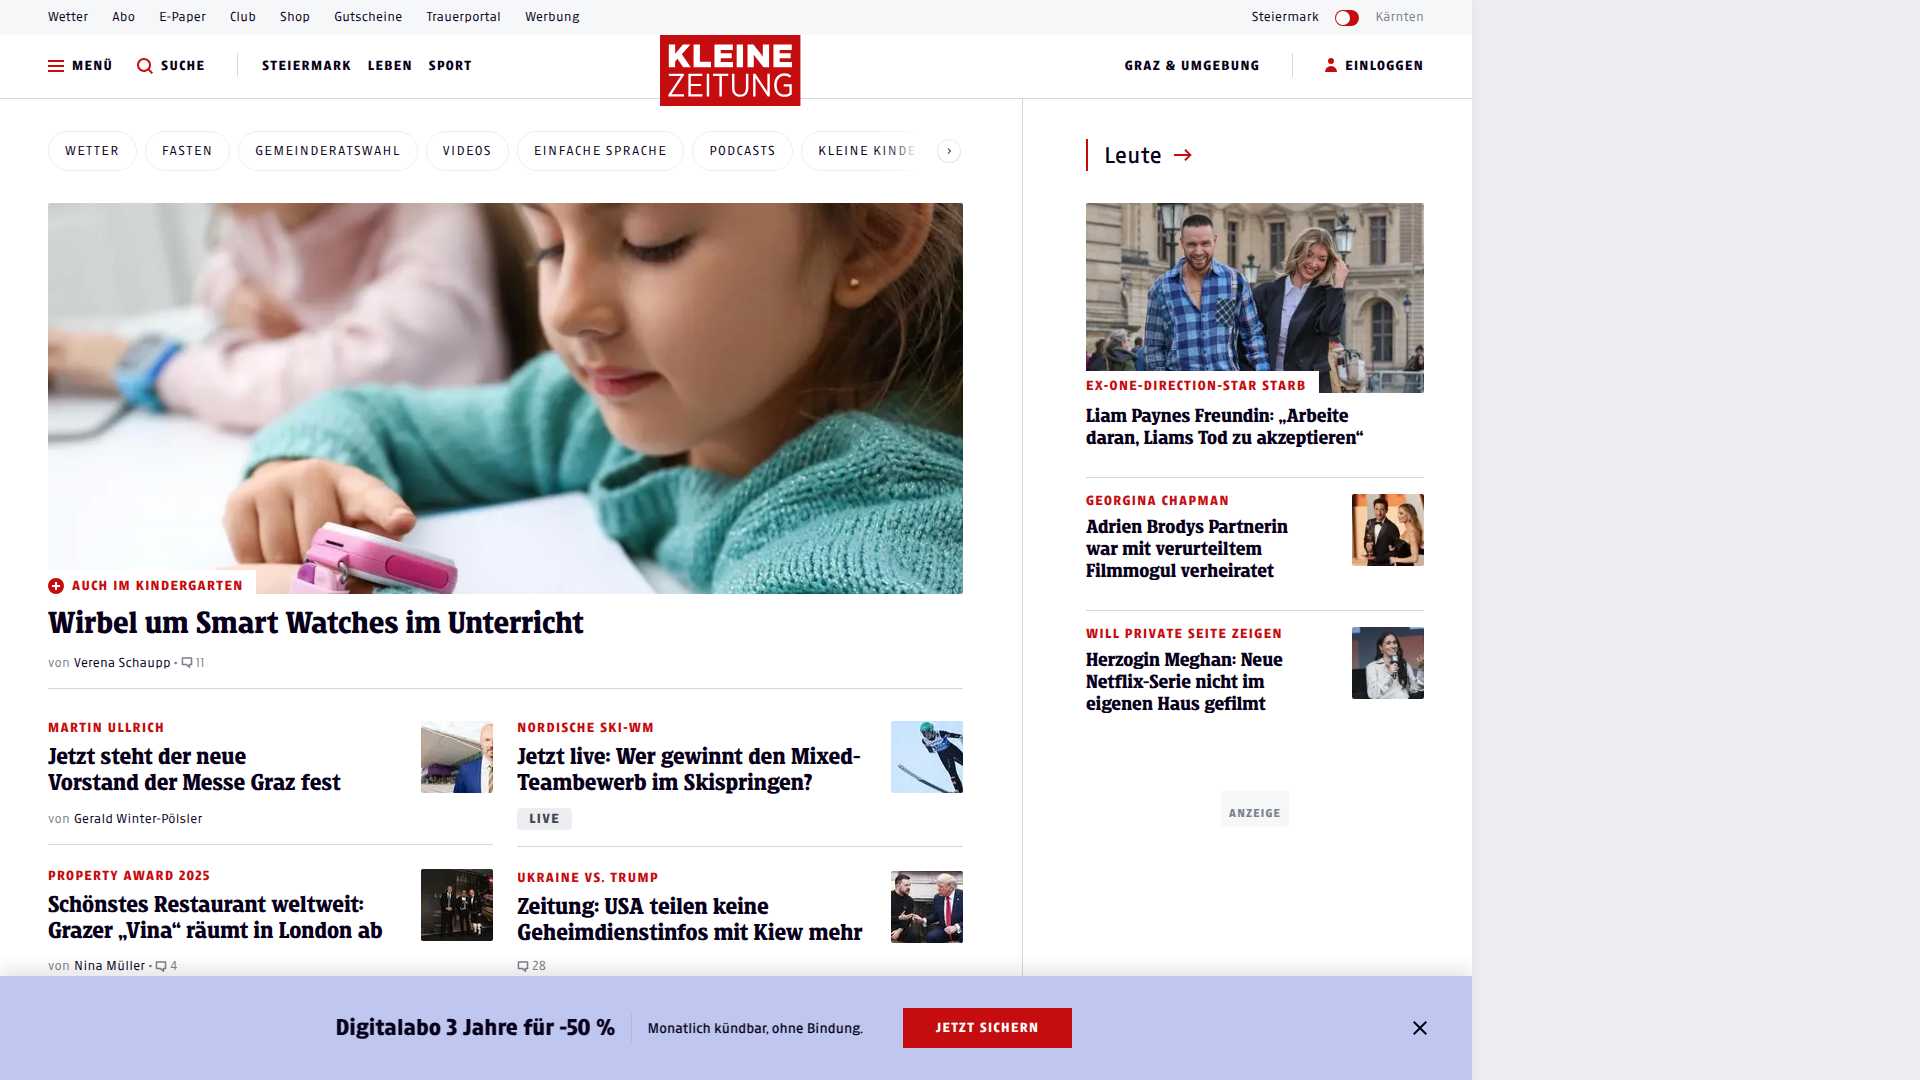 Wetter Abo E-Paper Club Shop Gutscheine Trauerportal Werbung Steiermark Kärnten
MENÜ SUCHE STEIERMARK LEBEN SPORT KLEINE ZEITUNG GRAZ & UMGEBUNG EINLOGGEN
WETTER FASTEN GEMEINDERATSWAHL VIDEOS EINFACHE SPRACHE PODCASTS KLEINE KINDE
AUCH IM KINDERGARTEN
Wirbel um Smart Watches im Unterricht
von Verena Schaupp • 11
MARTIN ULLRICH
Jetzt steht der neue
Vorstand der Messe Graz fest
von Gerald Winter-Pölsler
NORDISCHE SKI-WM
Jetzt live: Wer gewinnt den Mixed-
Teambewerb im Skispringen?
LIVE
PROPERTY AWARD 2025
Schönstes Restaurant weltweit:
Grazer „Vina“ räumt in London ab
von Nina Müller • 4
UKRAINE VS. TRUMP
Zeitung: USA teilen keine
Geheimdienstinfos mit Kiew mehr
28
Leute
EX-ONE-DIRECTION-STAR STARB
Liam Paynes Freundin: „Arbeite
daran, Liams Tod zu akzeptieren“
GEORGINA CHAPMAN
Adrien Brodys Partnerin
war mit verurteiltem
Filmmogul verheiratet
WILL PRIVATE SEITE ZEIGEN
Herzogin Meghan: Neue
Netflix-Serie nicht im
eigenen Haus gefilmt
ANZEIGE
Digitalabo 3 Jahre für -50 % Monatlich kündbar, ohne Bindung. JETZT SICHERN